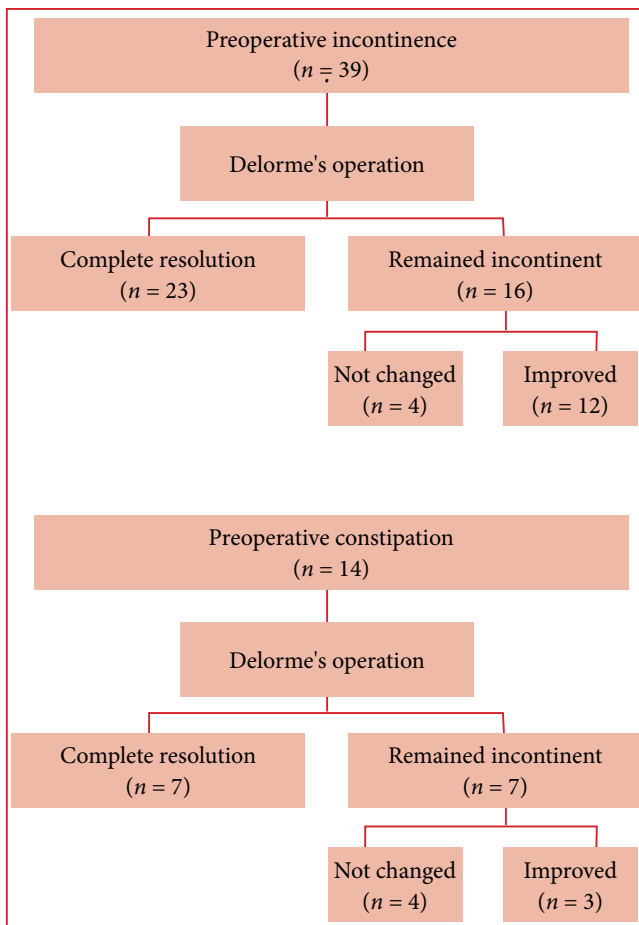 Preoperative incontinence
(n = 39)
Delorme's operation
Complete resolution
(n = 23)
Remained incontinent
(n = 16)
Not changed
(n = 4)
Improved
(n = 12)
Preoperative constipation
(n = 14)
Delorme's operation
Complete resolution
(n = 7)
Remained incontinent
(n = 7)
Not changed
(n = 4)
Improved
(n = 3)